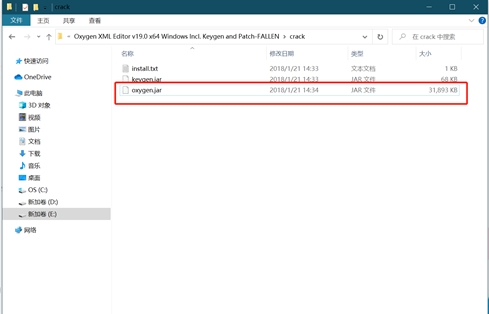 crack
文件 主页 共享 查看
Oxygen XML Editor v19.0 x64 Windows Incl. Keygen and Patch-FALLEN > crack
在 crack 中搜索
名称 修改日期 类型 大小
install.txt 2018/1/21 14:33 文本文档 1 KB
keygen.jar 2018/1/21 14:33 JAR 文件 68 KB
oxygen.jar 2018/1/21 14:34 JAR 文件 31,893 KB
快速访问
OneDrive
此电脑
3D 对象
视频
图片
文档
下载
音乐
桌面
OS (C:)
新加卷 (D:)
新加卷 (E:)
网络